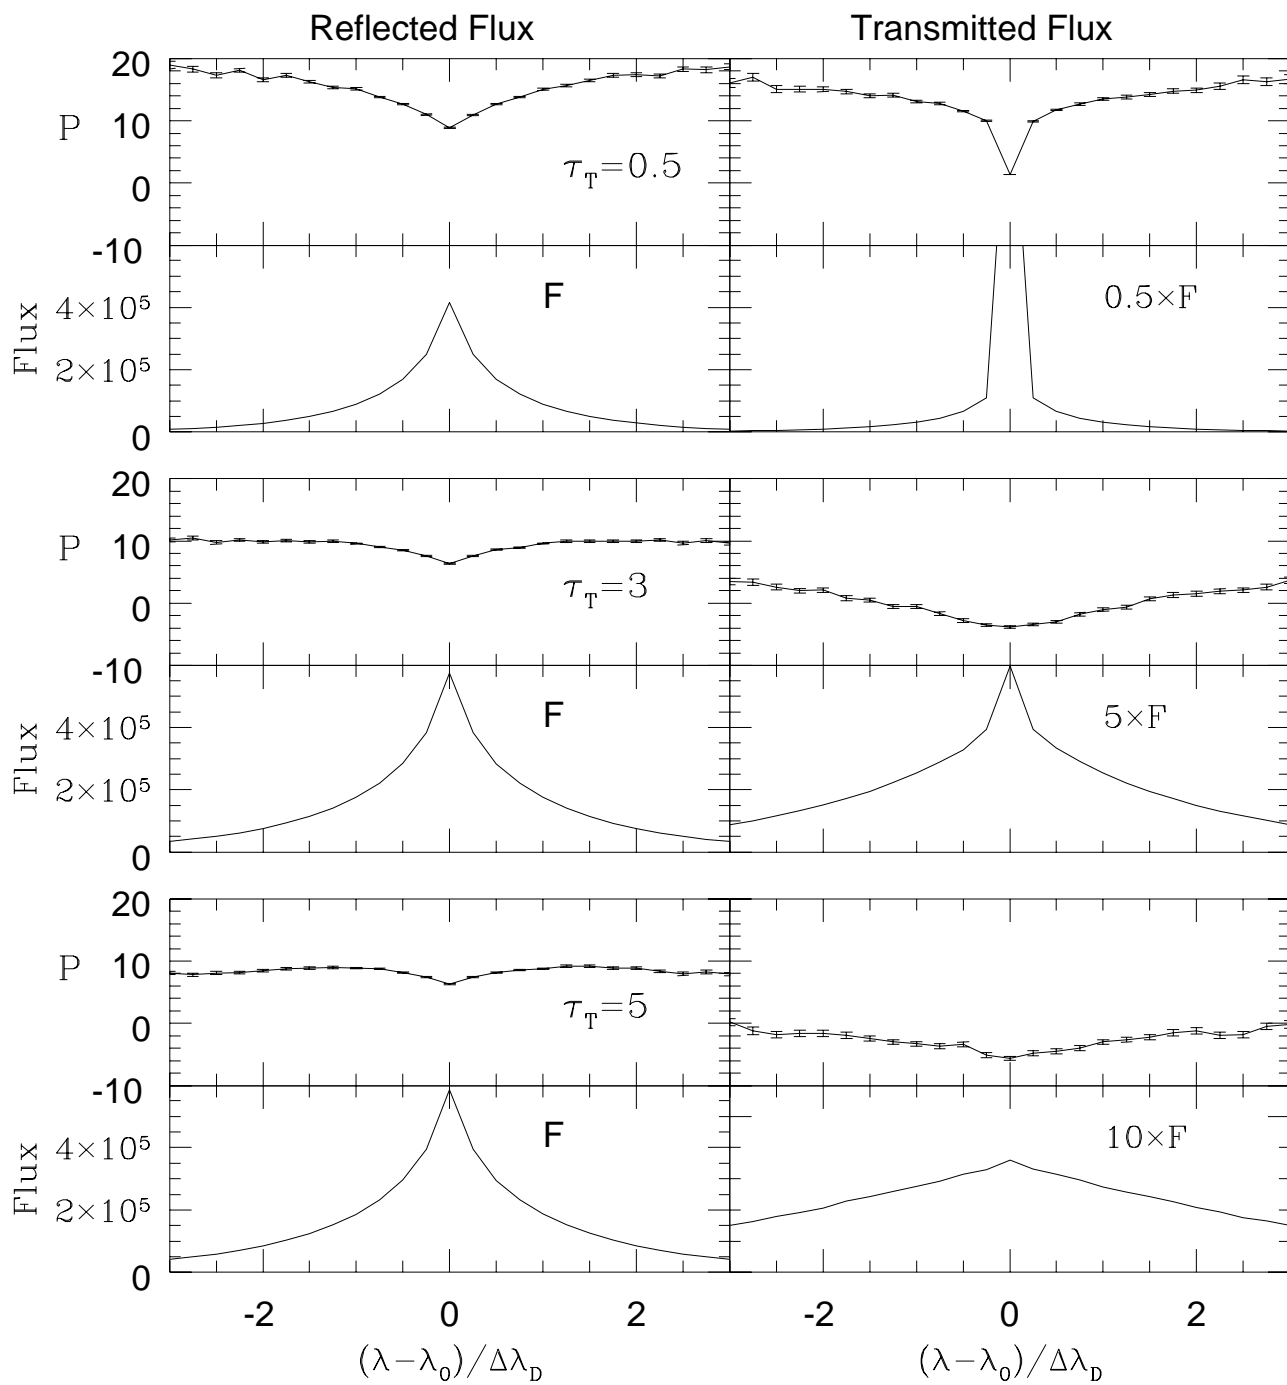 Reflected Flux
Transmitted Flux
20
10
0
-10
P
τ_T=0.5
4×10⁵
2×10⁵
0
Flux
F
0.5×F
20
10
0
-10
P
τ_T=3
4×10⁵
2×10⁵
0
Flux
F
5×F
20
10
0
-10
P
τ_T=5
4×10⁵
2×10⁵
0
Flux
F
10×F
-2 0 2
-2 0 2
(λ−λ₀)/Δλ_D
(λ−λ₀)/Δλ_D